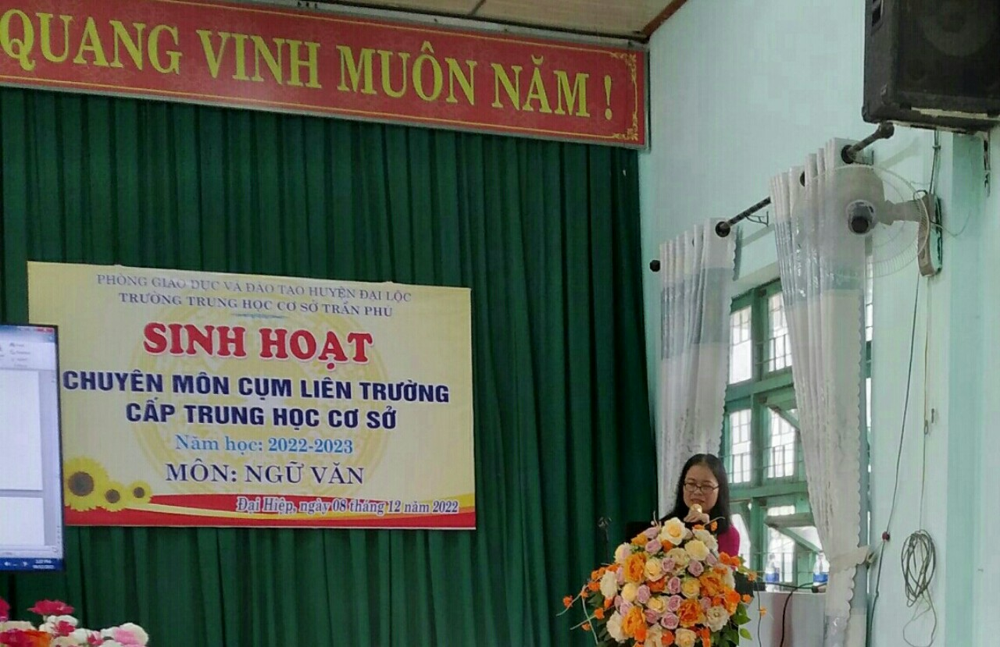 QUANG VINH MUÔN NĂM !
PHÒNG GIÁO DỤC VÀ ĐÀO TẠO HUYỆN ĐẠI LỘC
TRƯỜNG TRUNG HỌC CƠ SỞ TRẦN PHÚ
SINH HOẠT
CHUYÊN MÔN CỤM LIÊN TRƯỜNG
CẤP TRUNG HỌC CƠ SỞ
Năm học: 2022-2023
MÔN: NGỮ VĂN
Đại Hiệp, ngày 08 tháng 12 năm 2022